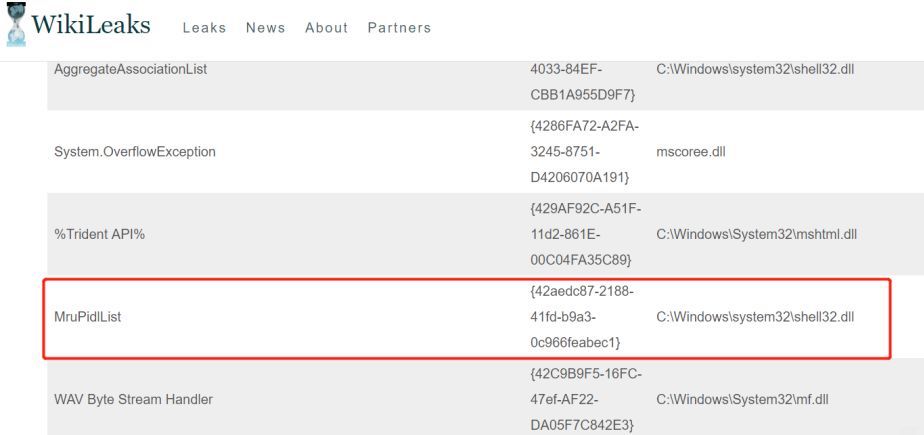 WikiLeaks Leaks News About Partners
AggregateAssociationList 4033-84EF- C:\Windows\system32\shell32.dll
CBB1A955D9F7}
{4286FA72-A2FA-
System.OverflowException 3245-8751- mscoree.dll
D4206070A191}
{429AF92C-A51F-
%Trident API% 11d2-861E- C:\Windows\System32\mshtml.dll
00C04FA35C89}
{42aedc87-2188-
MruPidlList 41fd-b9a3- C:\Windows\system32\shell32.dll
0c966feabec1}
{42C9B9F5-16FC-
WAV Byte Stream Handler 47ef-AF22- C:\Windows\System32\mf.dll
DA05F7C842E3}